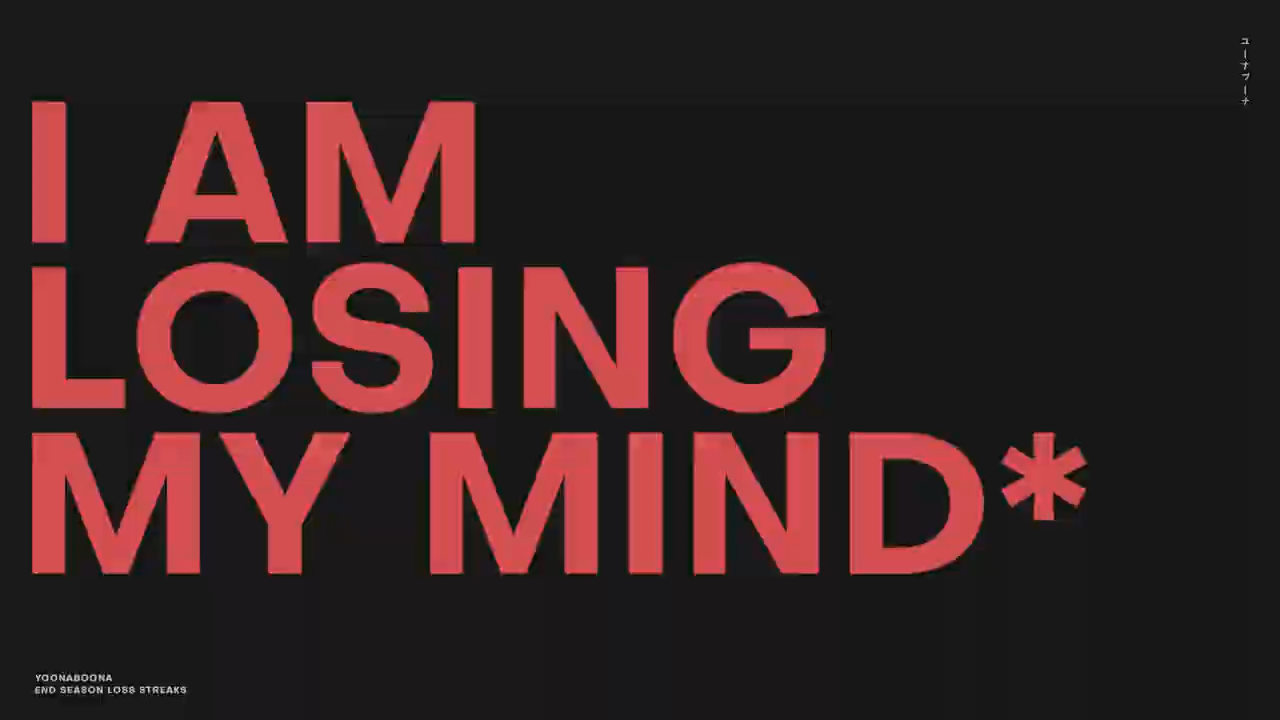 ユーナブーナ
I AM
LOSING
MY MIND*
YOONABOONA
END SEASON LOSS STREAKS